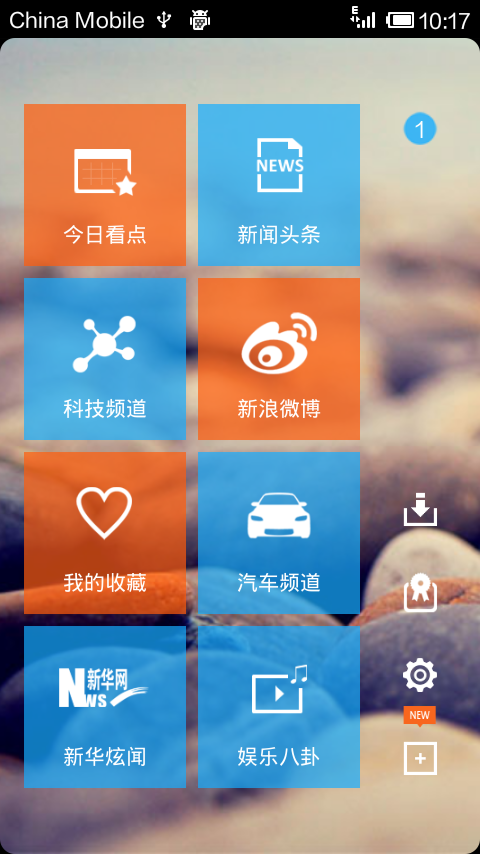 China Mobile
E
10:17
1
今日看点
NEWS
新闻头条
科技频道
新浪微博
我的收藏
汽车频道
新华网
News
新华炫闻
娱乐八卦
NEW